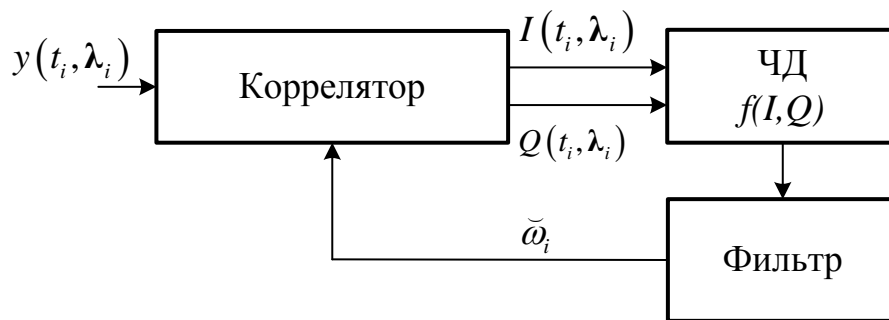 I(t_i, λ_i)
y(t_i, λ_i)
Коррелятор
ЧД
f(I,Q)
Q(t_i, λ_i)
ω̆_i
Фильтр